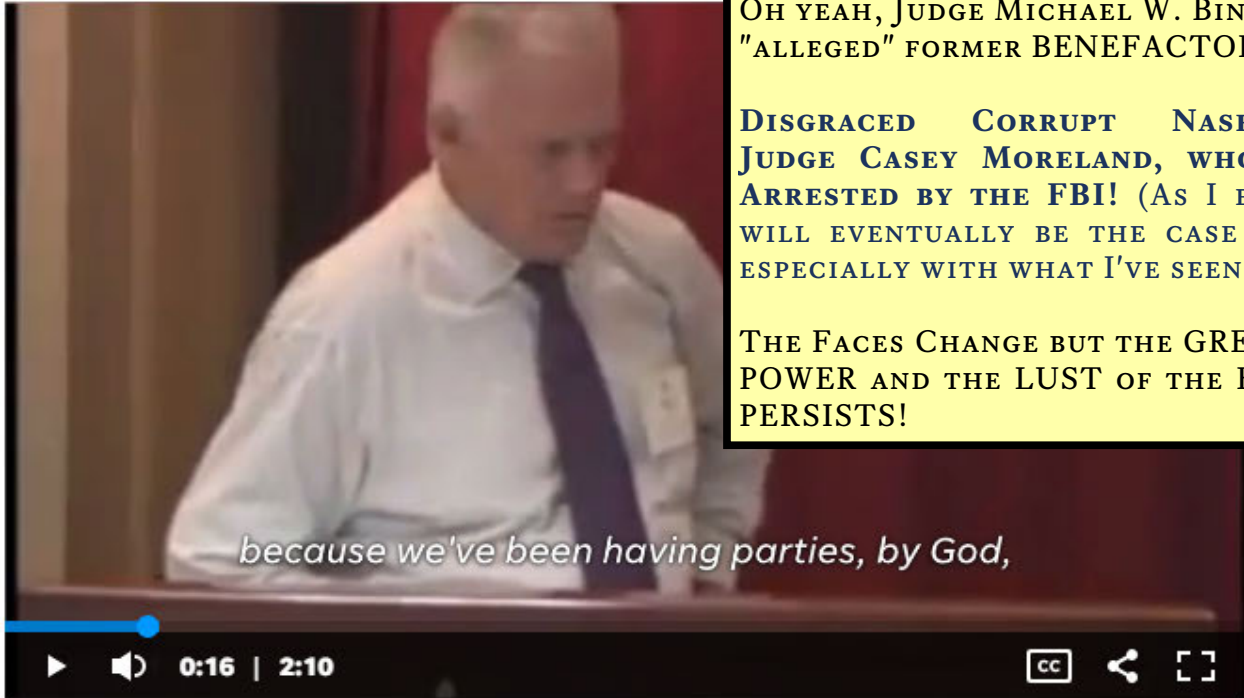 OH YEAH, JUDGE MICHAEL W. BIN
"ALLEGED" FORMER BENEFACTO
DISGRACED CORRUPT NAS
JUDGE CASEY MORELAND, WHO
ARRESTED BY THE FBI! (AS I
WILL EVENTUALLY BE THE CASE
ESPECIALLY WITH WHAT I'VE SEEN
THE FACES CHANGE BUT THE GRE
POWER AND THE LUST OF THE
PERSISTS!
because we've been having parties, by God,
0:16 | 2:10
CC